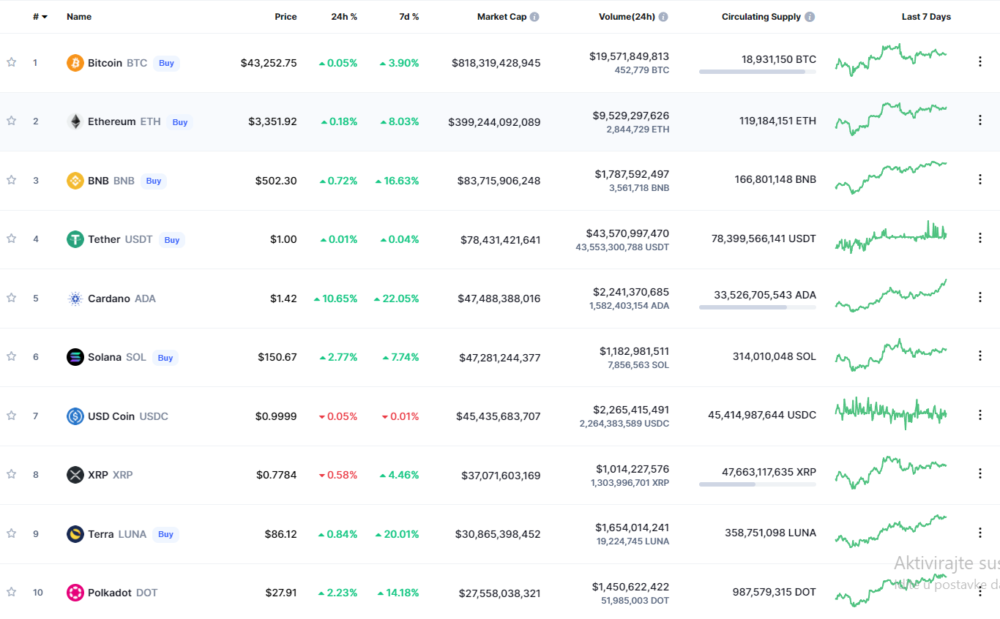 # Name Price 24h % 7d % Market Cap Volume(24h) Circulating Supply Last 7 Days
1 Bitcoin BTC Buy $43,252.75 0.05% 3.90% $818,319,428,945 $19,571,849,813 18,931,150 BTC
452,779 BTC
2 Ethereum ETH Buy $3,351.92 0.18% 8.03% $399,244,092,089 $9,529,297,626 119,184,151 ETH
2,844,729 ETH
3 BNB BNB Buy $502.30 0.72% 16.63% $83,715,906,248 $1,787,592,497 166,801,148 BNB
3,561,718 BNB
4 Tether USDT Buy $1.00 0.01% 0.04% $78,431,421,641 $43,570,997,470 78,399,566,141 USDT
43,553,300,788 USDT
5 Cardano ADA $1.42 10.65% 22.05% $47,488,388,016 $2,241,370,685 33,526,705,543 ADA
1,582,403,154 ADA
6 Solana SOL Buy $150.67 2.77% 7.74% $47,281,244,377 $1,182,981,511 314,010,048 SOL
7,856,563 SOL
7 USD Coin USDC $0.9999 0.05% 0.01% $45,435,683,707 $2,265,415,491 45,414,987,644 USDC
2,264,383,589 USDC
8 XRP XRP $0.7784 0.58% 4.46% $37,071,603,169 $1,014,227,576 47,663,117,635 XRP
1,303,996,701 XRP
9 Terra LUNA Buy $86.12 0.84% 20.01% $30,865,398,452 $1,654,014,241 358,751,098 LUNA
19,224,745 LUNA
Aktivirajte sus
10 Polkadot DOT $27.91 2.23% 14.18% $27,558,038,321 $1,450,622,422 987,579,315 DOT
51,985,003 DOT
Idite u postavke da